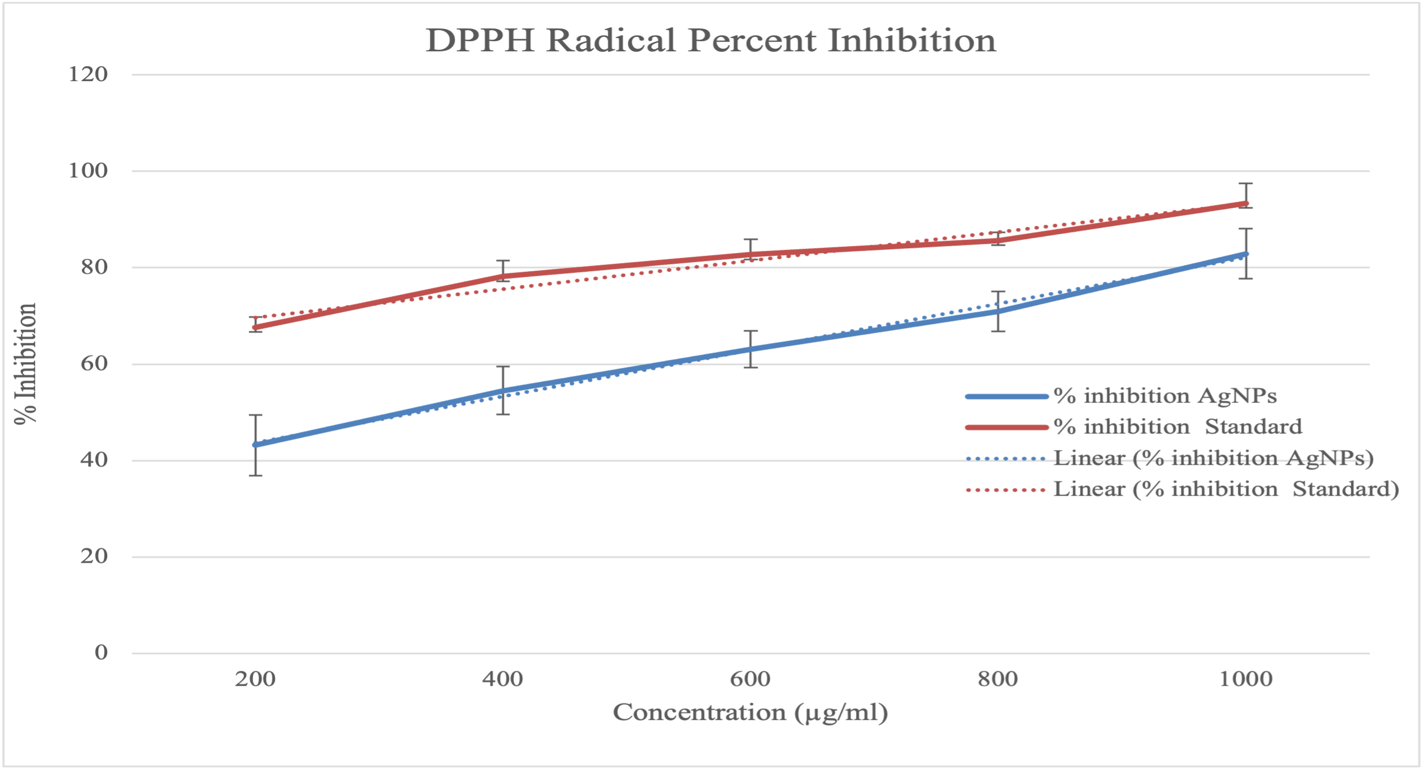 DPPH Radical Percent Inhibition
120
100
80
60
40
20
0
% Inhibition
200 400 600 800 1000
Concentration (µg/ml)
% inhibition AgNPs
% inhibition Standard
Linear (% inhibition AgNPs)
Linear (% inhibition Standard)